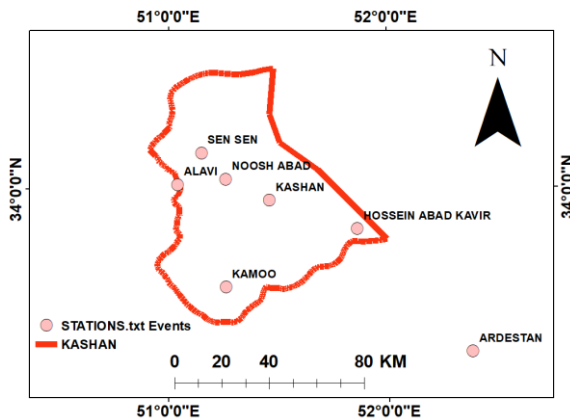 51°0'0"E 52°0'0"E
N
SEN SEN
ALAVI NOOSH ABAD
34°0'0"N 34°0'0"N
KASHAN
HOSSEIN ABAD KAVIR
KAMOO
STATIONS.txt Events
ARDESTAN
KASHAN
0 20 40 80 KM
51°0'0"E 52°0'0"E